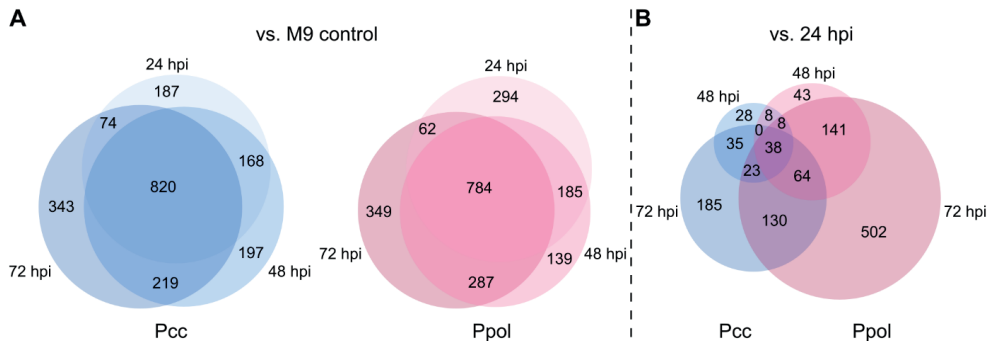 A
vs. M9 control
24 hpi
187
74
168
820
343
197
72 hpi
48 hpi
219
Pcc
24 hpi
294
62
784
185
349
139
72 hpi
48 hpi
287
Ppol
B
vs. 24 hpi
48 hpi
48 hpi
43
28
8
8
0
141
35
38
23
64
185
72 hpi
72 hpi
130
502
Pcc
Ppol